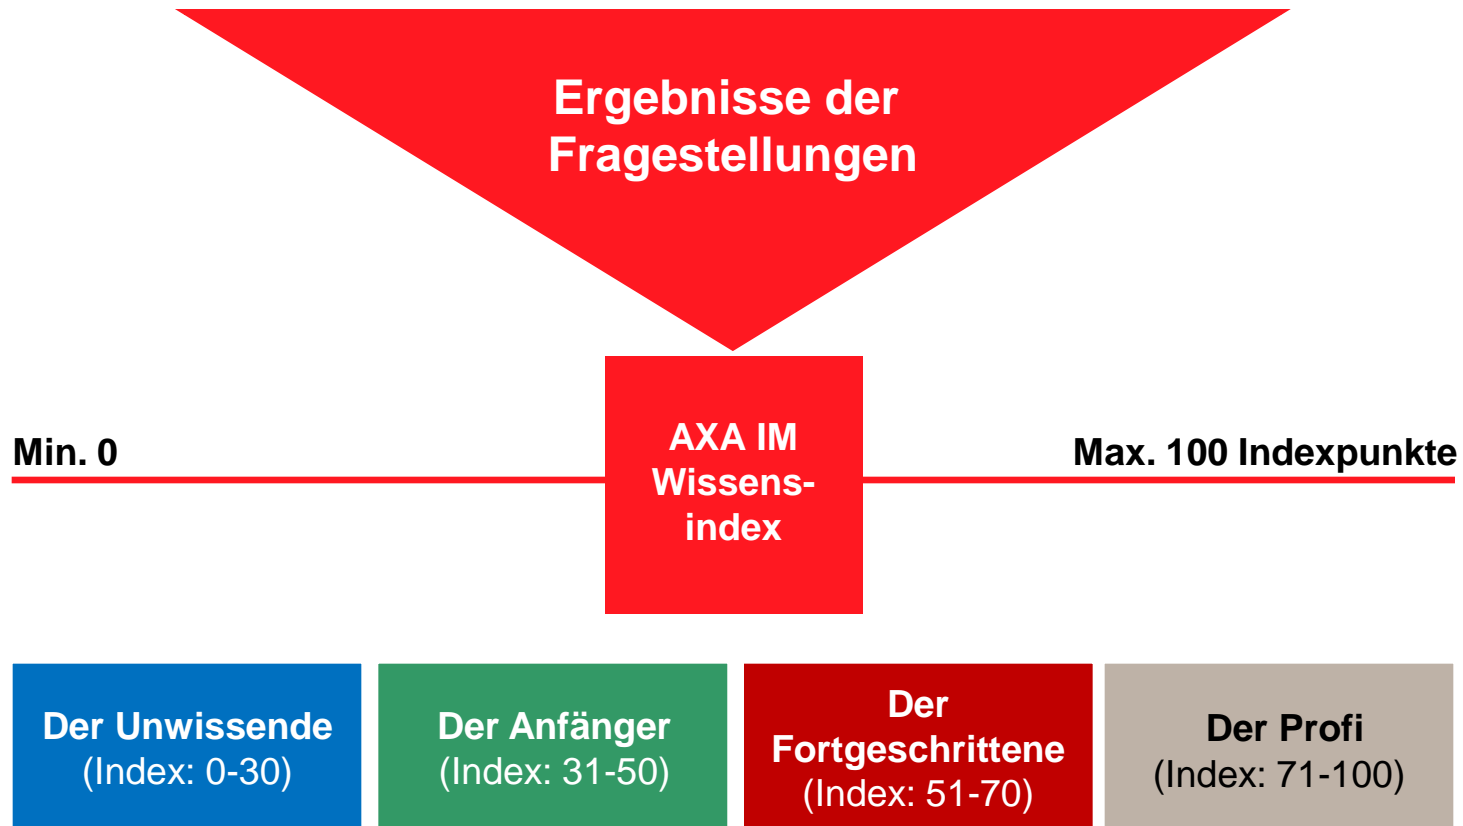 Ergebnisse der
Fragestellungen
Min. 0
AXA IM
Wissens-
index
Max. 100 Indexpunkte
Der Unwissende
(Index: 0-30)
Der Anfänger
(Index: 31-50)
Der
Fortgeschrittene
(Index: 51-70)
Der Profi
(Index: 71-100)